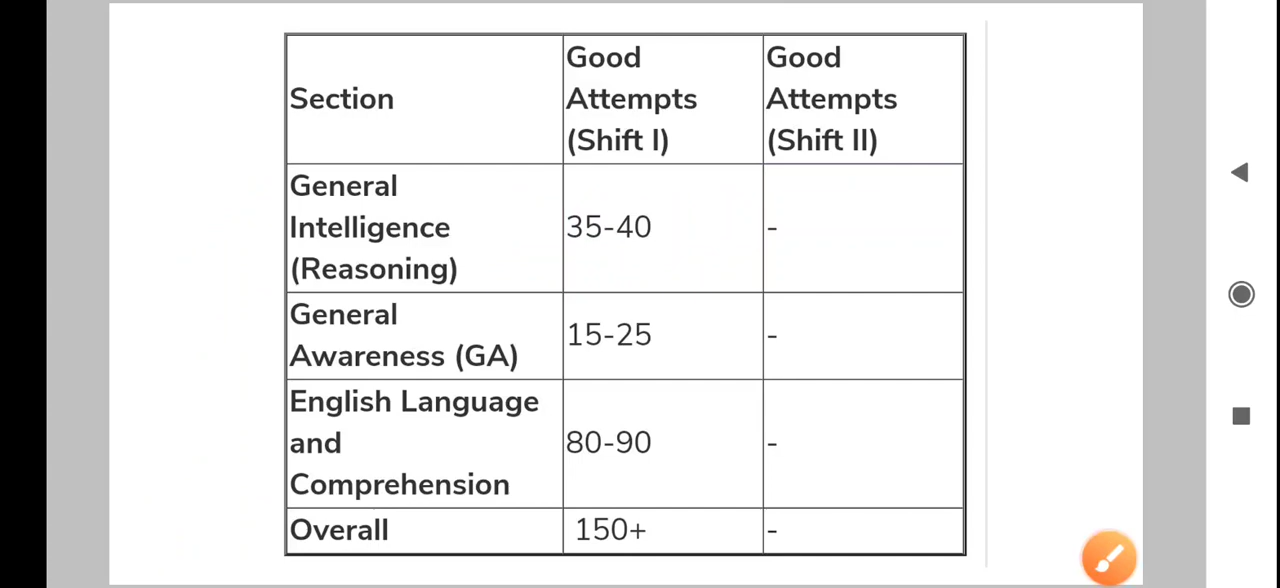 Section
Good
Attempts
(Shift I)
Good
Attempts
(Shift II)
General
Intelligence
(Reasoning)
35-40
-
General
Awareness (GA)
15-25
-
English Language
and
Comprehension
80-90
-
Overall
150+
-